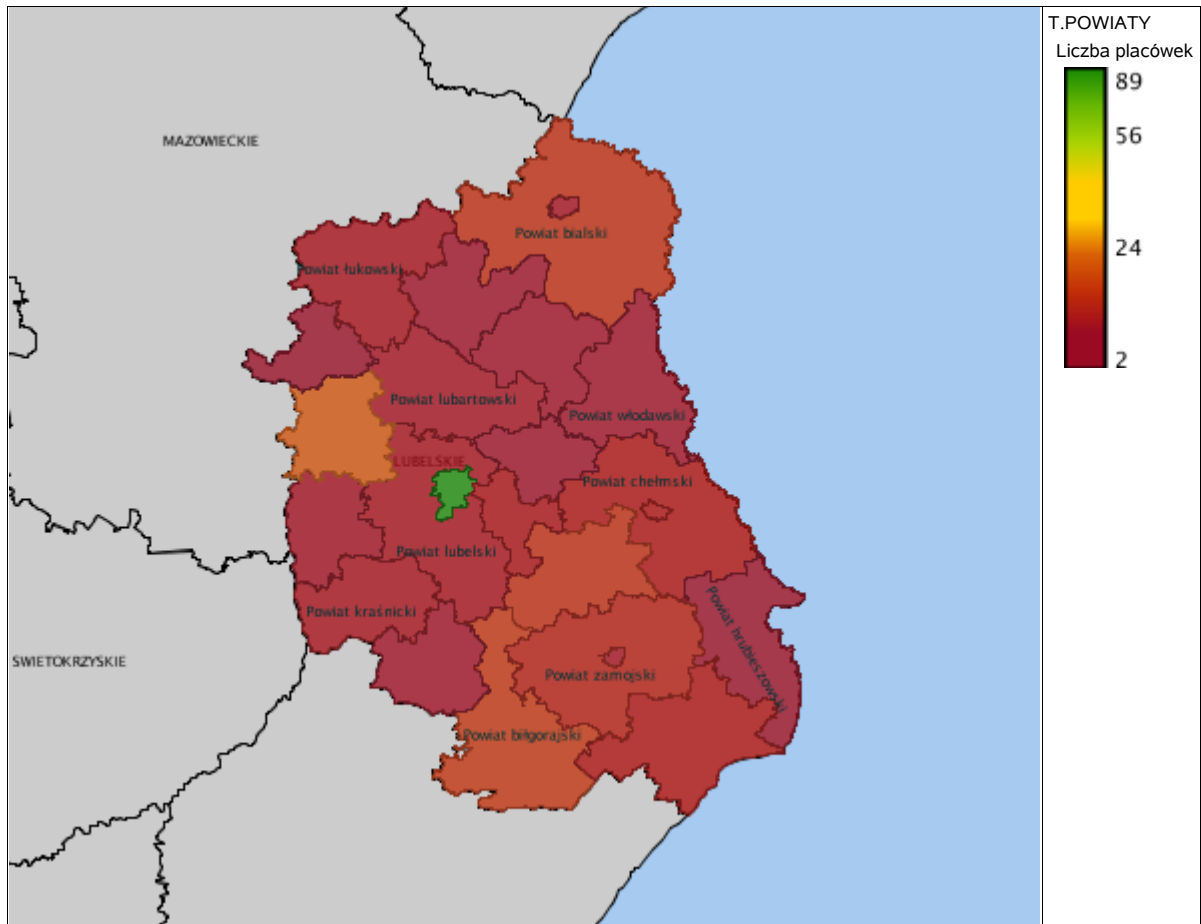 T.POWIATY
Liczba placówek
89
56
24
2
MAZOWIECKIE
Powiat bialski
Powiat łukowski
Powiat lubartowski
Powiat włodawski
LUBELSKIE
Powiat chełmski
Powiat lubelski
Powiat kraśnicki
Powiat hrubieszowski
SWIETOKRZYSKIE
Powiat zamojski
Powiat biłgorajski